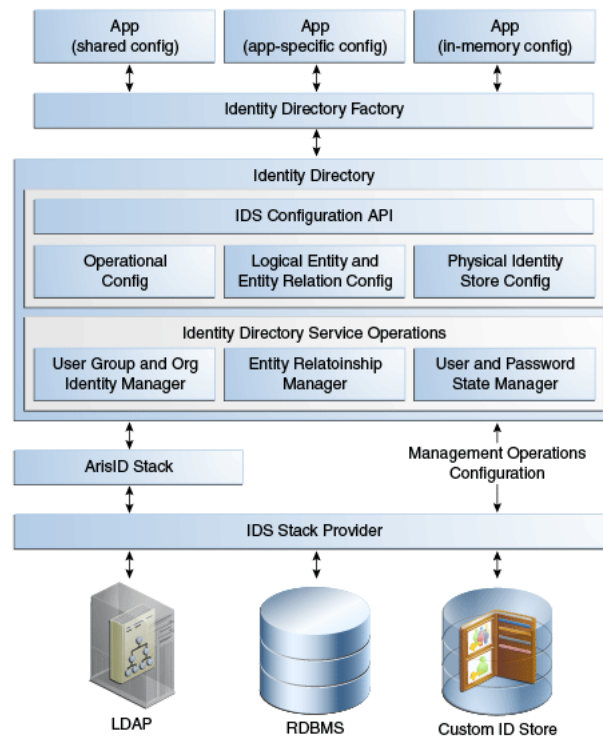 App
(shared config)
App
(app-specific config)
App
(in-memory config)
Identity Directory Factory
Identity Directory
IDS Configuration API
Operational
Config
Logical Entity and
Entity Relation Config
Physical Identity
Store Config
Identity Directory Service Operations
User Group and Org
Identity Manager
Entity Relatoinship
Manager
User and Password
State Manager
ArisID Stack
Management Operations
Configuration
IDS Stack Provider
LDAP
RDBMS
Custom ID Store